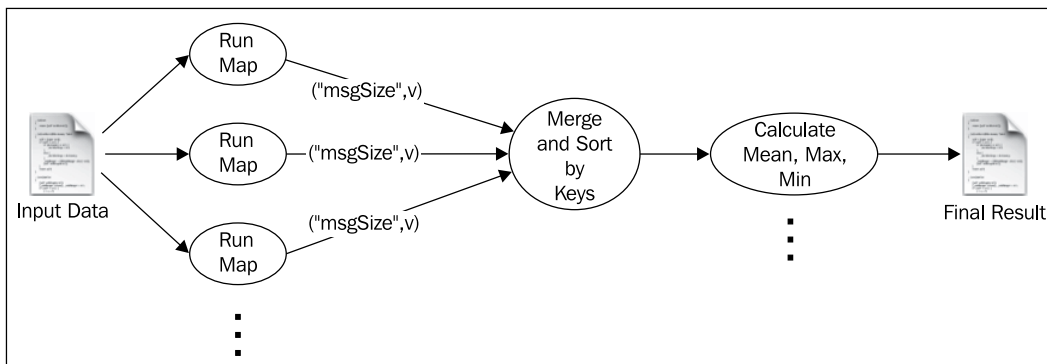 Input Data
Run
Map
Run
Map
Run
Map
("msgSize",v)
("msgSize",v)
("msgSize",v)
Merge
and Sort
by
Keys
Calculate
Mean, Max,
Min
Final Result